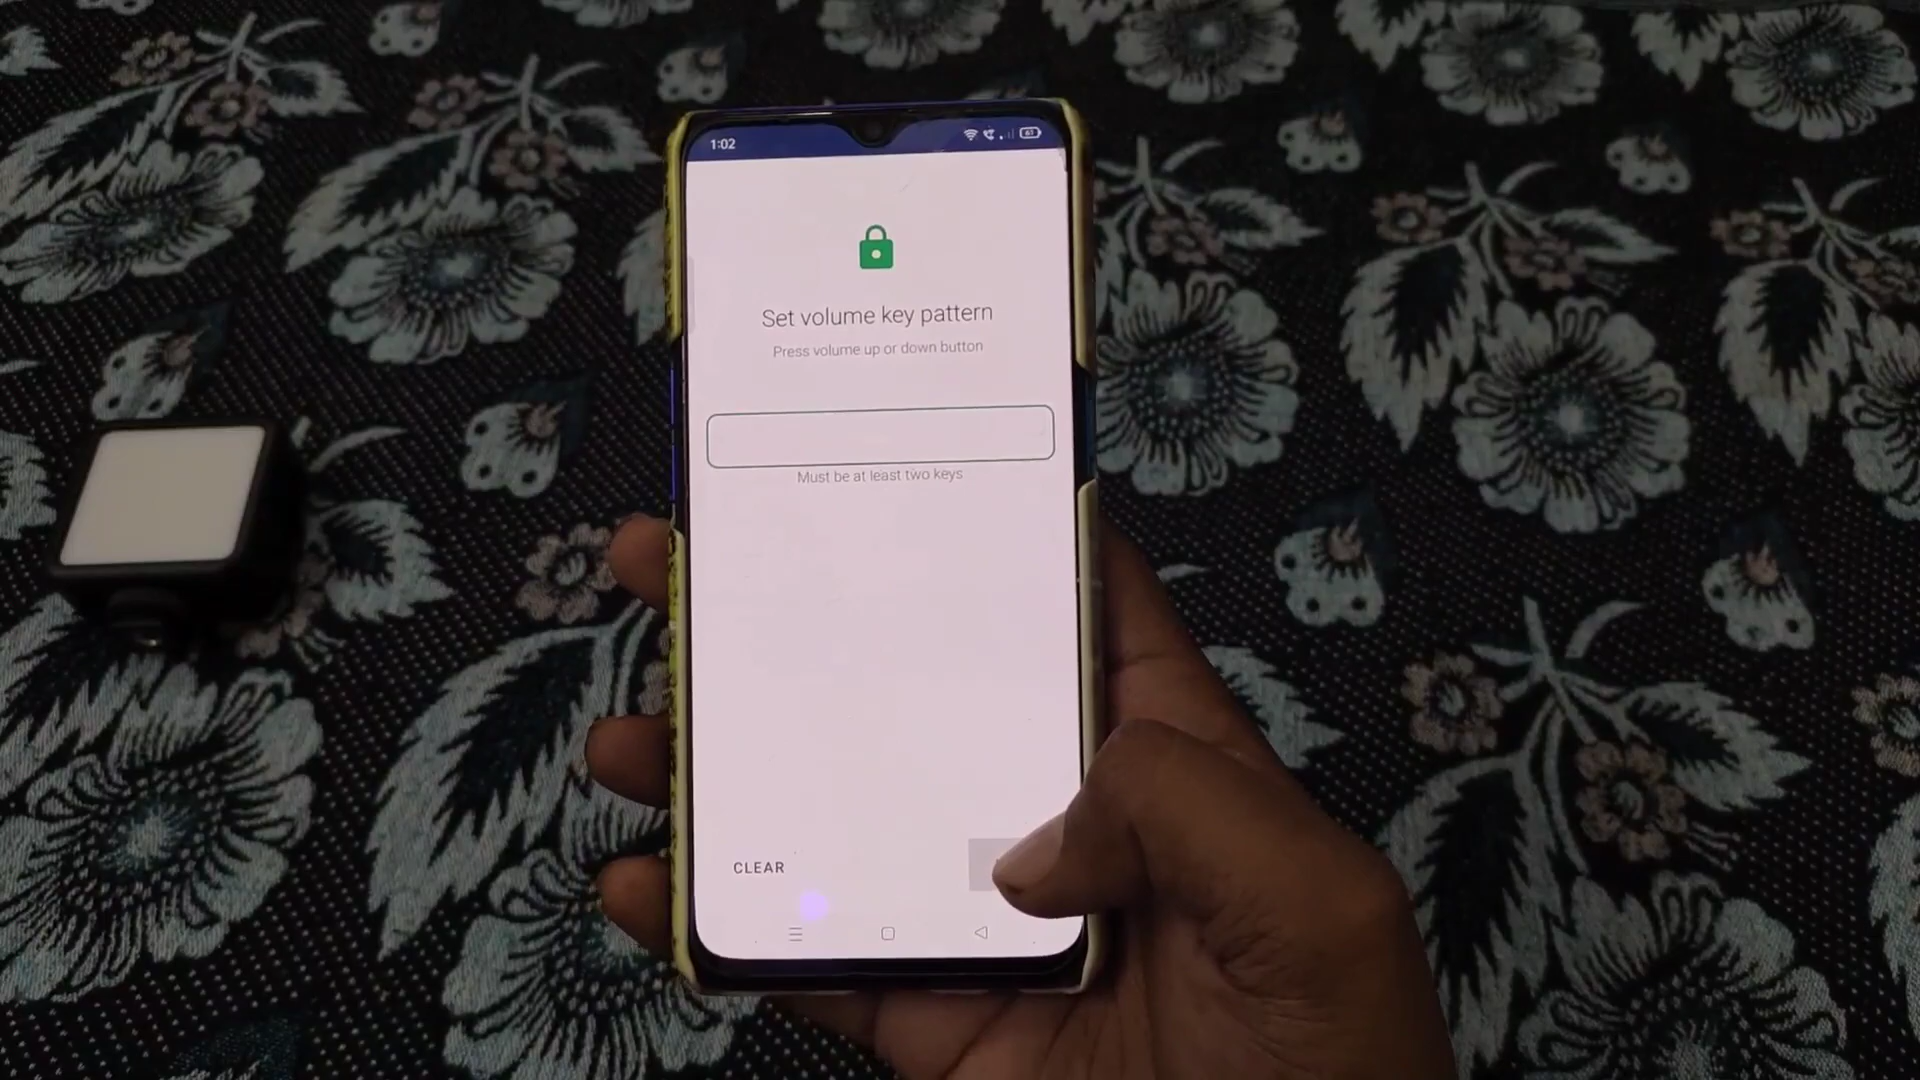 1:02
61
Set volume key pattern
Press volume up or down button
Must be at least two keys
CLEAR